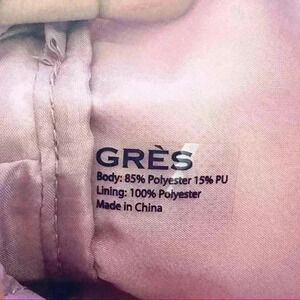 GRÈS
Body: 85% Polyester 15% PU
Lining: 100% Polyester
Made in China